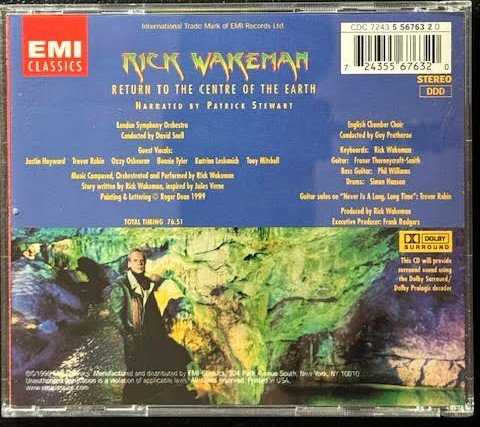 International Trade Mark of EMI Records Ltd.
CDC 7243 5 56763 2 0
EMI
CLASSICS
RICK WAKEMAN
RETURN TO THE CENTRE OF THE EARTH
NARRATED BY PATRICK STEWART
7 24355 67632 0
STEREO
DDD
London Symphony Orchestra
Conducted by David Snell
Guest Vocals:
Justin Hayward Trevor Rabin Ozzy Osbourne Bonnie Tyler Katrina Leskanich Tony Mitchell
Music Composed, Orchestrated and Performed by Rick Wakeman
Story written by Rick Wakeman, inspired by Jules Verne
Painting & Lettering © Roger Dean 1999
TOTAL TIMING 76.51
English Chamber Choir
Conducted by Guy Protheroe
Keyboards: Rick Wakeman
Guitar: Fraser Thorneycroft-Smith
Bass Guitar: Phil Williams
Drums: Simon Hanson
Guitar solos on "Never Is A Long, Long Time": Trevor Rabin
Produced by Rick Wakeman
Executive Producer: Frank Rodgers
DOLBY
SURROUND
This CD will provide
surround sound using
the Dolby Surround/
Dolby Prologic decoder
℗©1999 EMI Classics. Manufactured and distributed by EMI Classics, 304 Park Avenue South, New York, NY 10010
Unauthorized duplication is a violation of applicable laws. All rights reserved. Printed in USA.